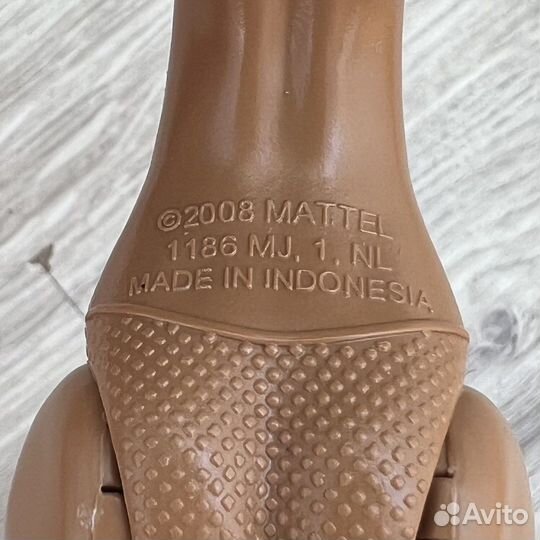 ©2008 MATTEL
1186 MJ, 1, NL
MADE IN INDONESIA
Avito